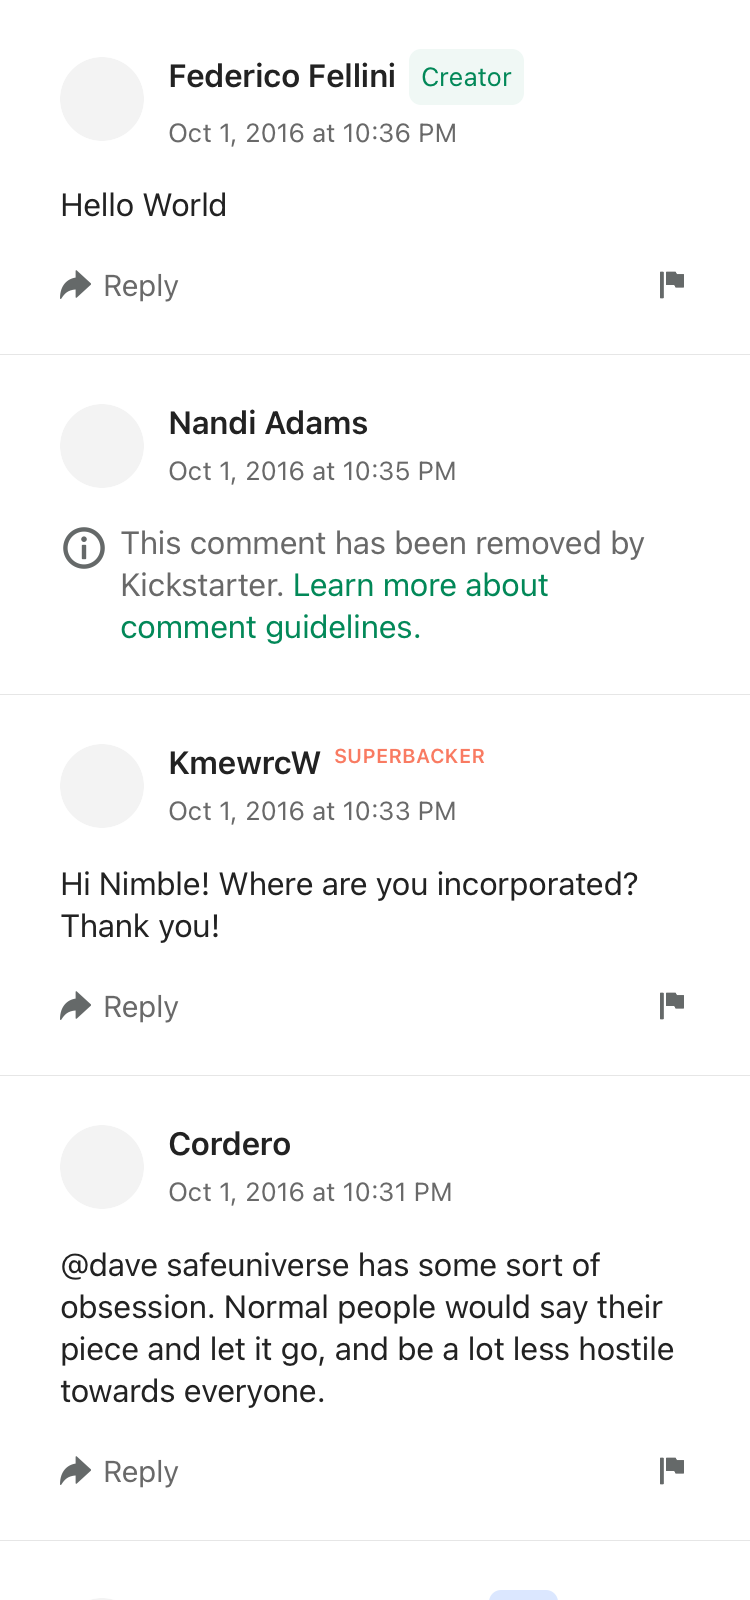 Federico Fellini Creator
Oct 1, 2016 at 10:36 PM
Hello World
Reply
Nandi Adams
Oct 1, 2016 at 10:35 PM
This comment has been removed by
Kickstarter. Learn more about
comment guidelines.
KmewrcW SUPERBACKER
Oct 1, 2016 at 10:33 PM
Hi Nimble! Where are you incorporated?
Thank you!
Reply
Cordero
Oct 1, 2016 at 10:31 PM
@dave safeuniverse has some sort of
obsession. Normal people would say their
piece and let it go, and be a lot less hostile
towards everyone.
Reply